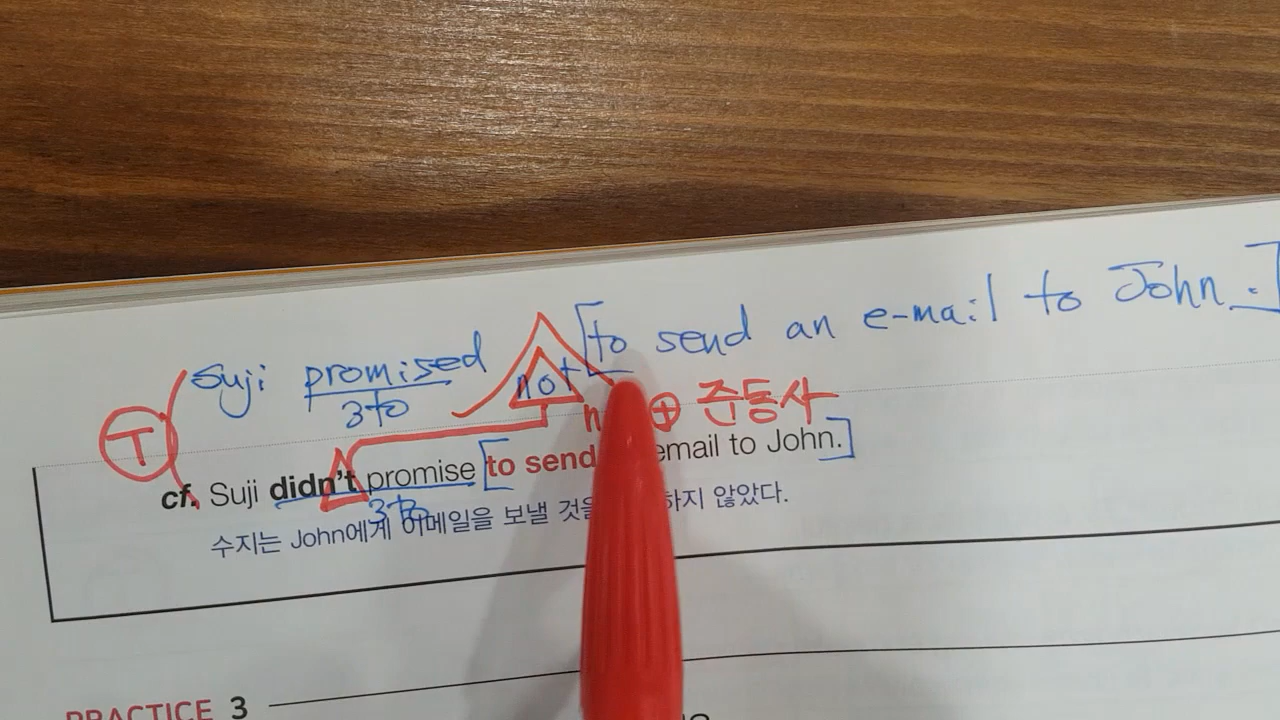 Suji promised not [to send an e-mail to John.]
3형
T
⊕ 준동사
cf. Suji didn't promise [to send email to John.]
3형
수지는 John에게 이메일을 보낼 것을 하지 않았다.
PRACTICE 3